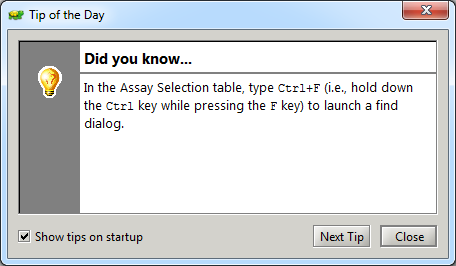 Tip of the Day
Did you know...
In the Assay Selection table, type Ctrl+F (i.e., hold down
the Ctrl key while pressing the F key) to launch a find
dialog.
Show tips on startup
Next Tip
Close